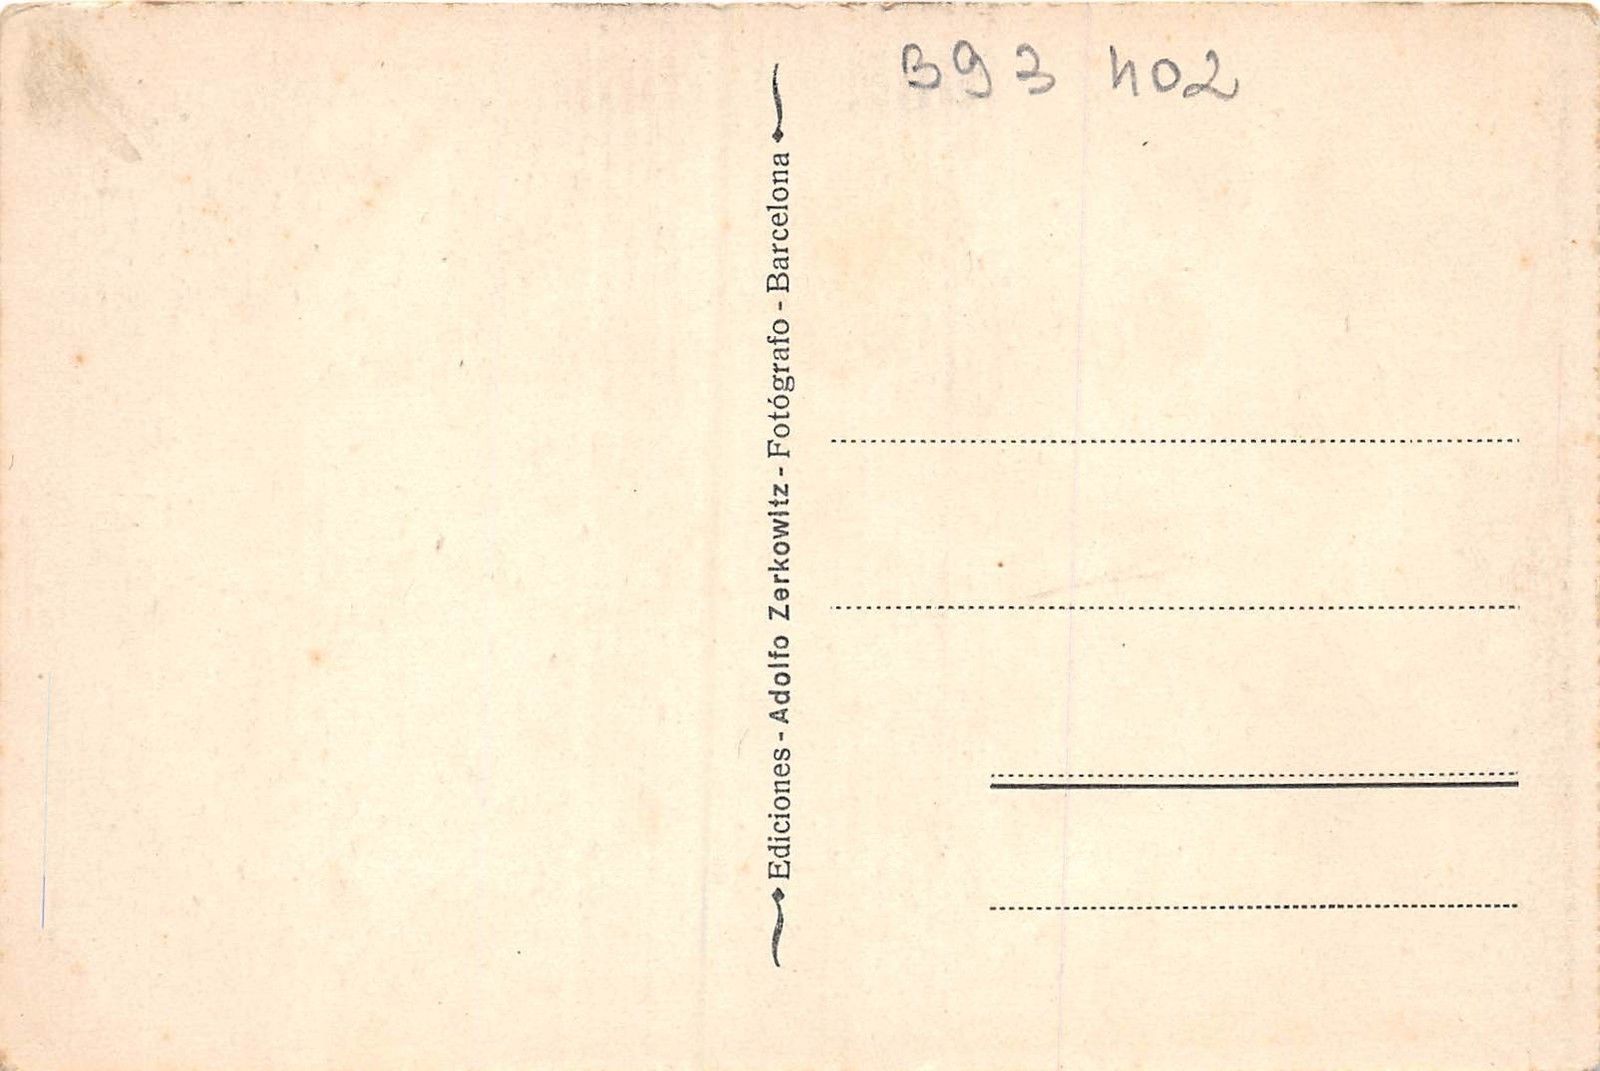 B93 402
Ediciones - Adolfo Zerkowitz - Fotógrafo - Barcelona